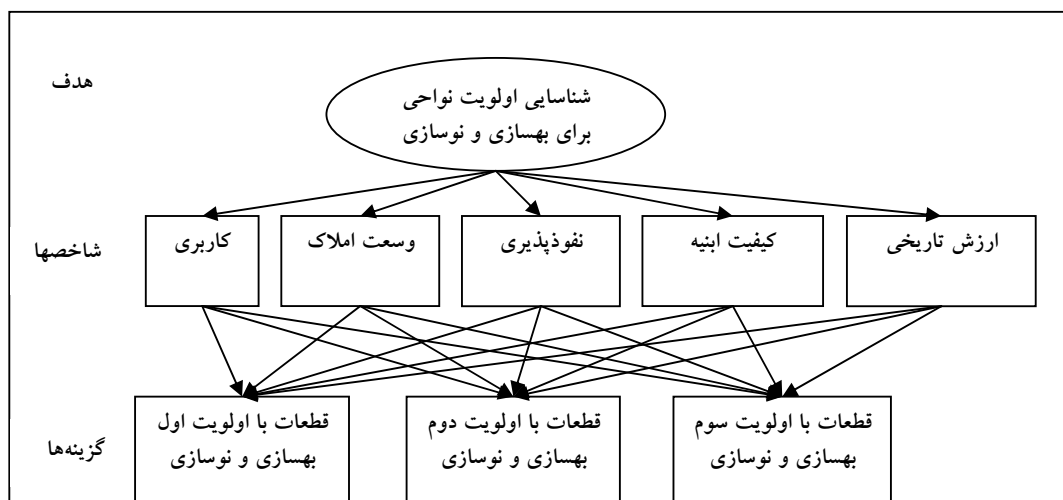 هدف
شناسایی اولویت نواحی
برای بهسازی و نوسازی
شاخصها
کاربری
وسعت املاک
نفوذپذیری
کیفیت ابنیه
ارزش تاریخی
گزینه‌ها
قطعات با اولویت اول
بهسازی و نوسازی
قطعات با اولویت دوم
بهسازی و نوسازی
قطعات با اولویت سوم
بهسازی و نوسازی